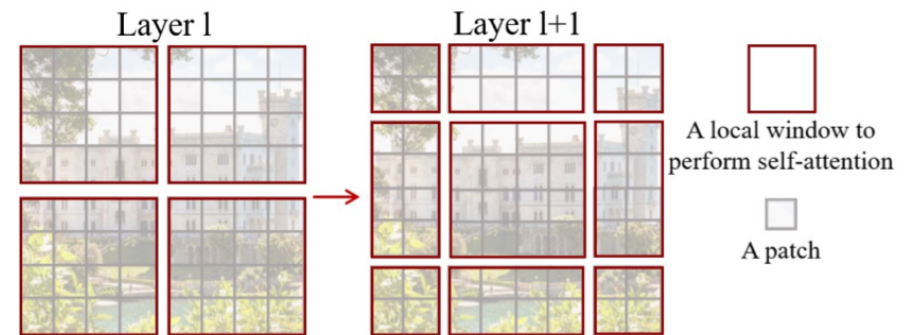 Layer l
Layer l+1
A local window to
perform self-attention
A patch